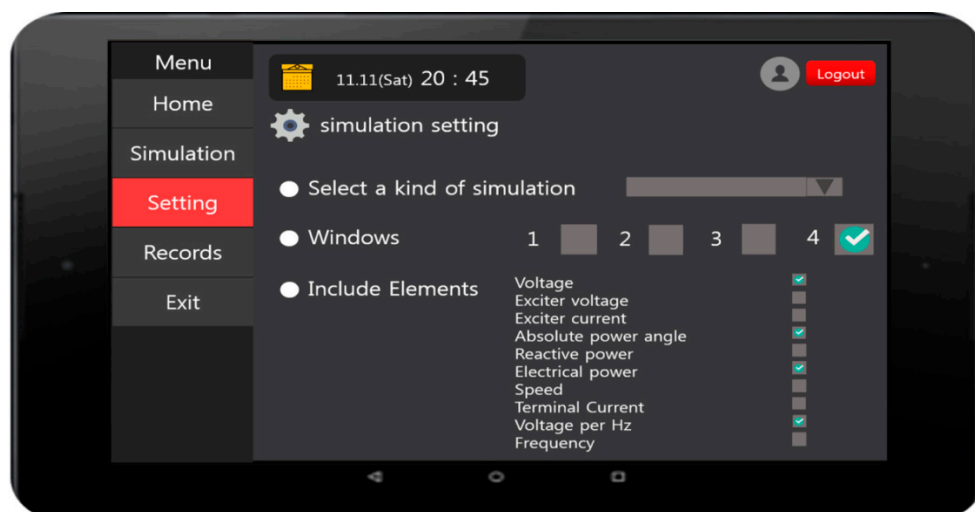 Menu
Home
Simulation
Setting
Records
Exit
11.11(Sat) 20 : 45
Logout
simulation setting
Select a kind of simulation
Windows 1 2 3 4
Include Elements
Voltage
Exciter voltage
Exciter current
Absolute power angle
Reactive power
Electrical power
Speed
Terminal Current
Voltage per Hz
Frequency